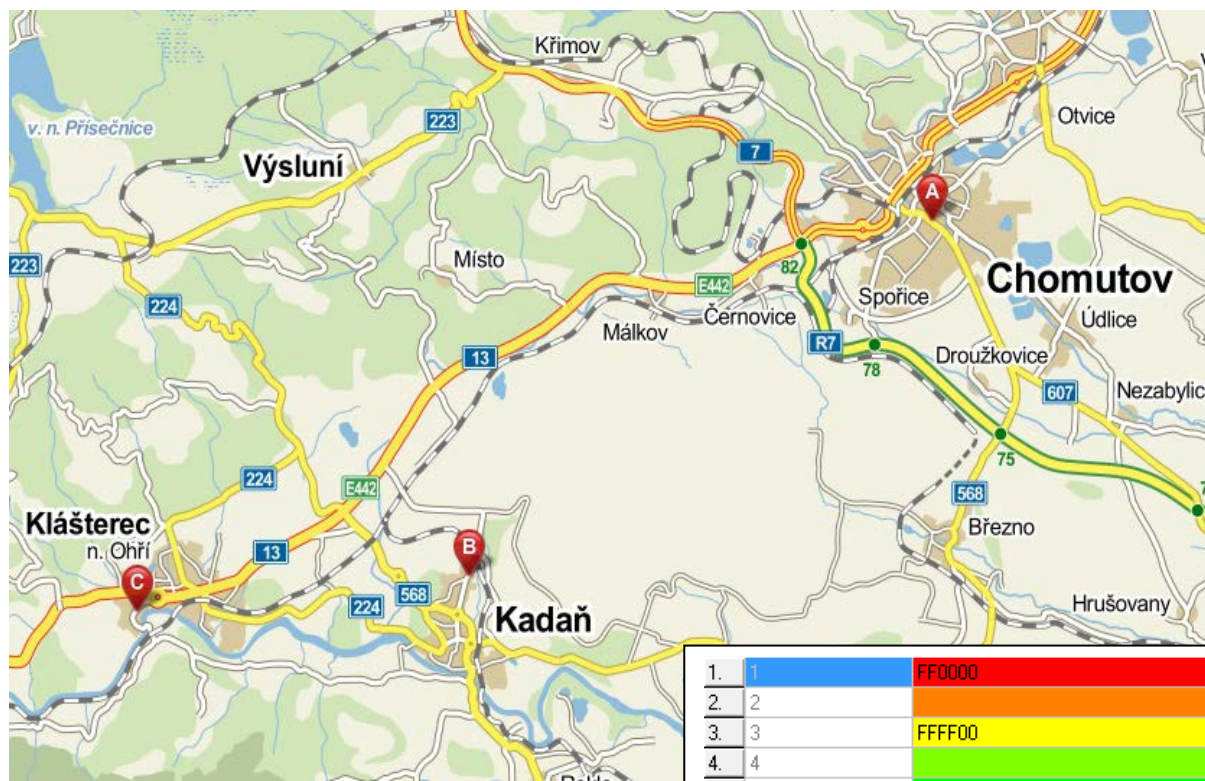 Křimov
Otvice
v. n. Přísečnice
223
7
Výsluní
A
223
Místo
82
E442
Chomutov
224
Málkov
Černovice
Spořice
Údlice
13
R7
78
Droužkovice
607
Nezabylic
75
224
E442
568
7
Klášterec
n. Ohří
13
B
Březno
C
568
224
Kadaň
Hrušovany
1. 1 FF0000
2. 2
3. 3 FFFF00
4. 4